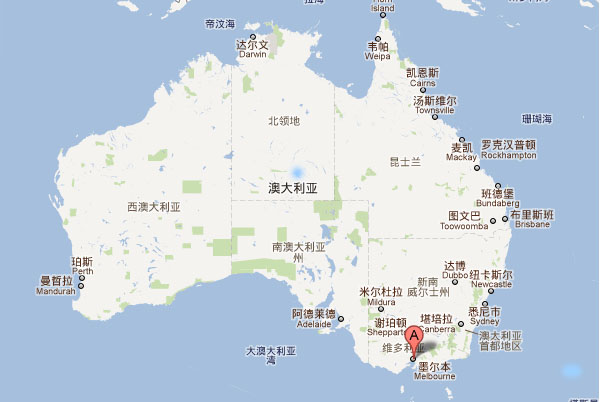 帝汶海
Island
达尔文
Darwin
韦帕
Weipa
凯恩斯
Cairns
汤斯维尔
Townsville
珊瑚海
北领地
麦凯
Mackay
罗克汉普顿
Rockhampton
昆士兰
澳大利亚
班德堡
Bundaberg
西澳大利亚
图文巴
Toowoomba
布里斯班
Brisbane
南澳大利亚
州
珀斯
Perth
曼哲拉
Mandurah
达博
Dubbo
纽卡斯尔
Newcastle
新南
威尔士州
米尔杜拉
Mildura
悉尼市
Sydney
阿德莱德
Adelaide
谢珀顿
Shepparto
堪培拉
Canberra
澳大利亚
首都地区
A
维多利亚
大澳大利亚
湾
墨尔本
Melbourne